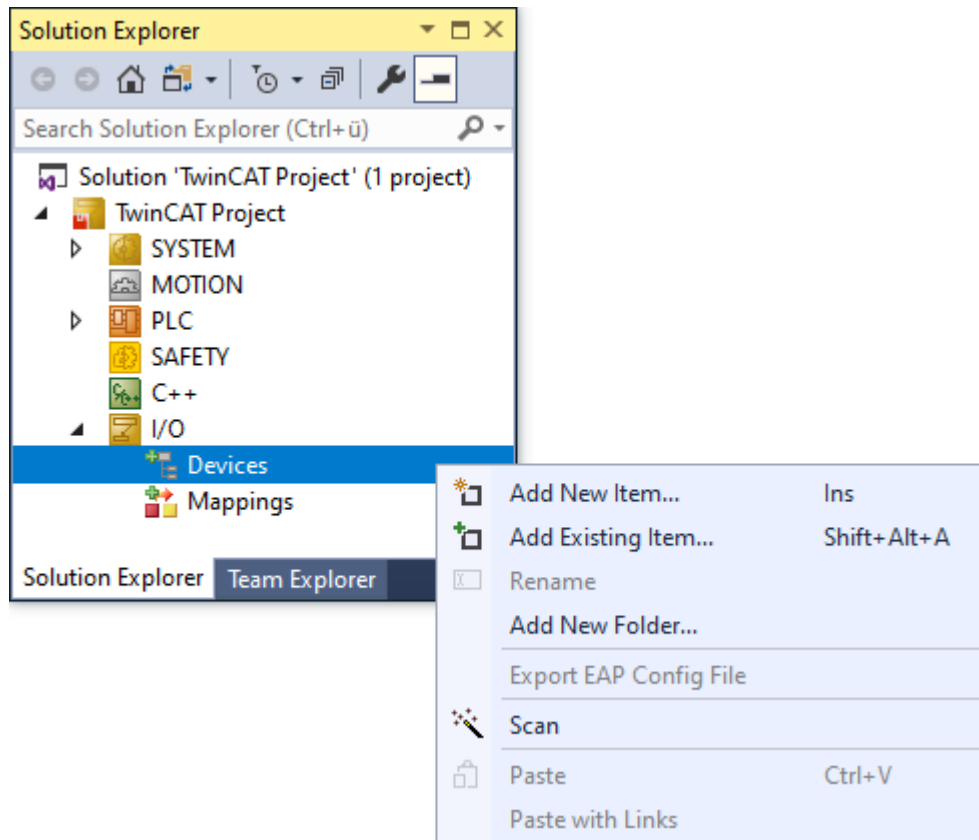 Solution Explorer
Search Solution Explorer (Ctrl+ü)
Solution 'TwinCAT Project' (1 project)
TwinCAT Project
SYSTEM
MOTION
PLC
SAFETY
C++
I/O
Devices
Mappings
Solution Explorer Team Explorer
Add New Item... Ins
Add Existing Item... Shift+Alt+A
Rename
Add New Folder...
Export EAP Config File
Scan
Paste Ctrl+V
Paste with Links